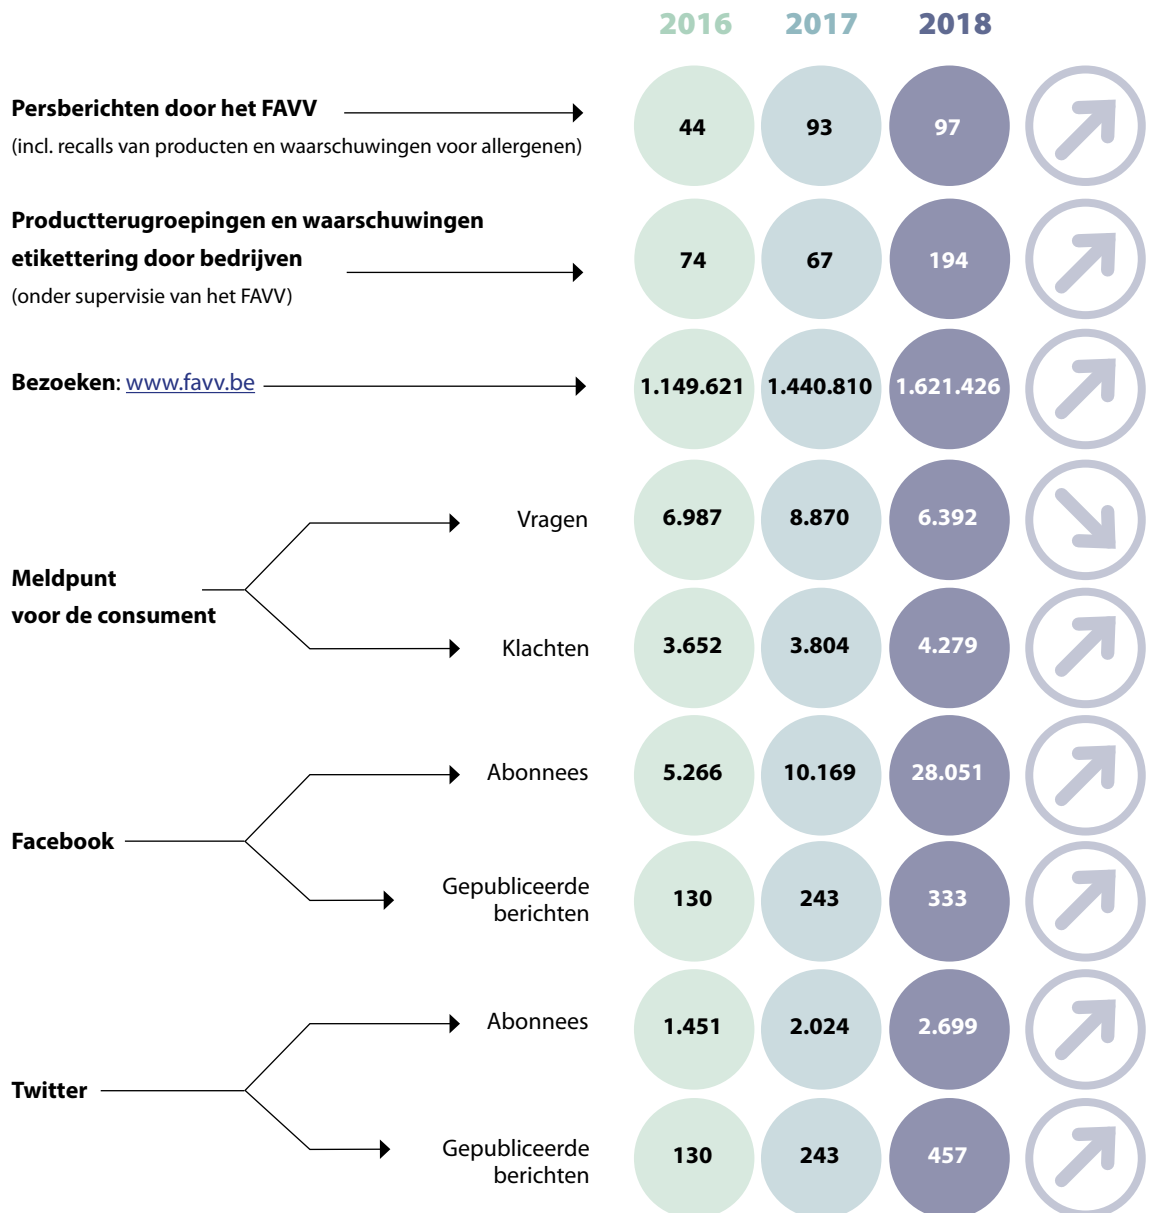 2016 2017 2018
Persberichten door het FAVV
(incl. recalls van producten en waarschuwingen voor allergenen)
44 93 97
Productterugroepingen en waarschuwingen
etikettering door bedrijven
(onder supervisie van het FAVV)
74 67 194
Bezoeken: www.favv.be
1.149.621 1.440.810 1.621.426
Meldpunt
voor de consument
Vragen 6.987 8.870 6.392
Klachten 3.652 3.804 4.279
Facebook
Abonnees 5.266 10.169 28.051
Gepubliceerde
berichten
130 243 333
Twitter
Abonnees 1.451 2.024 2.699
Gepubliceerde
berichten
130 243 457